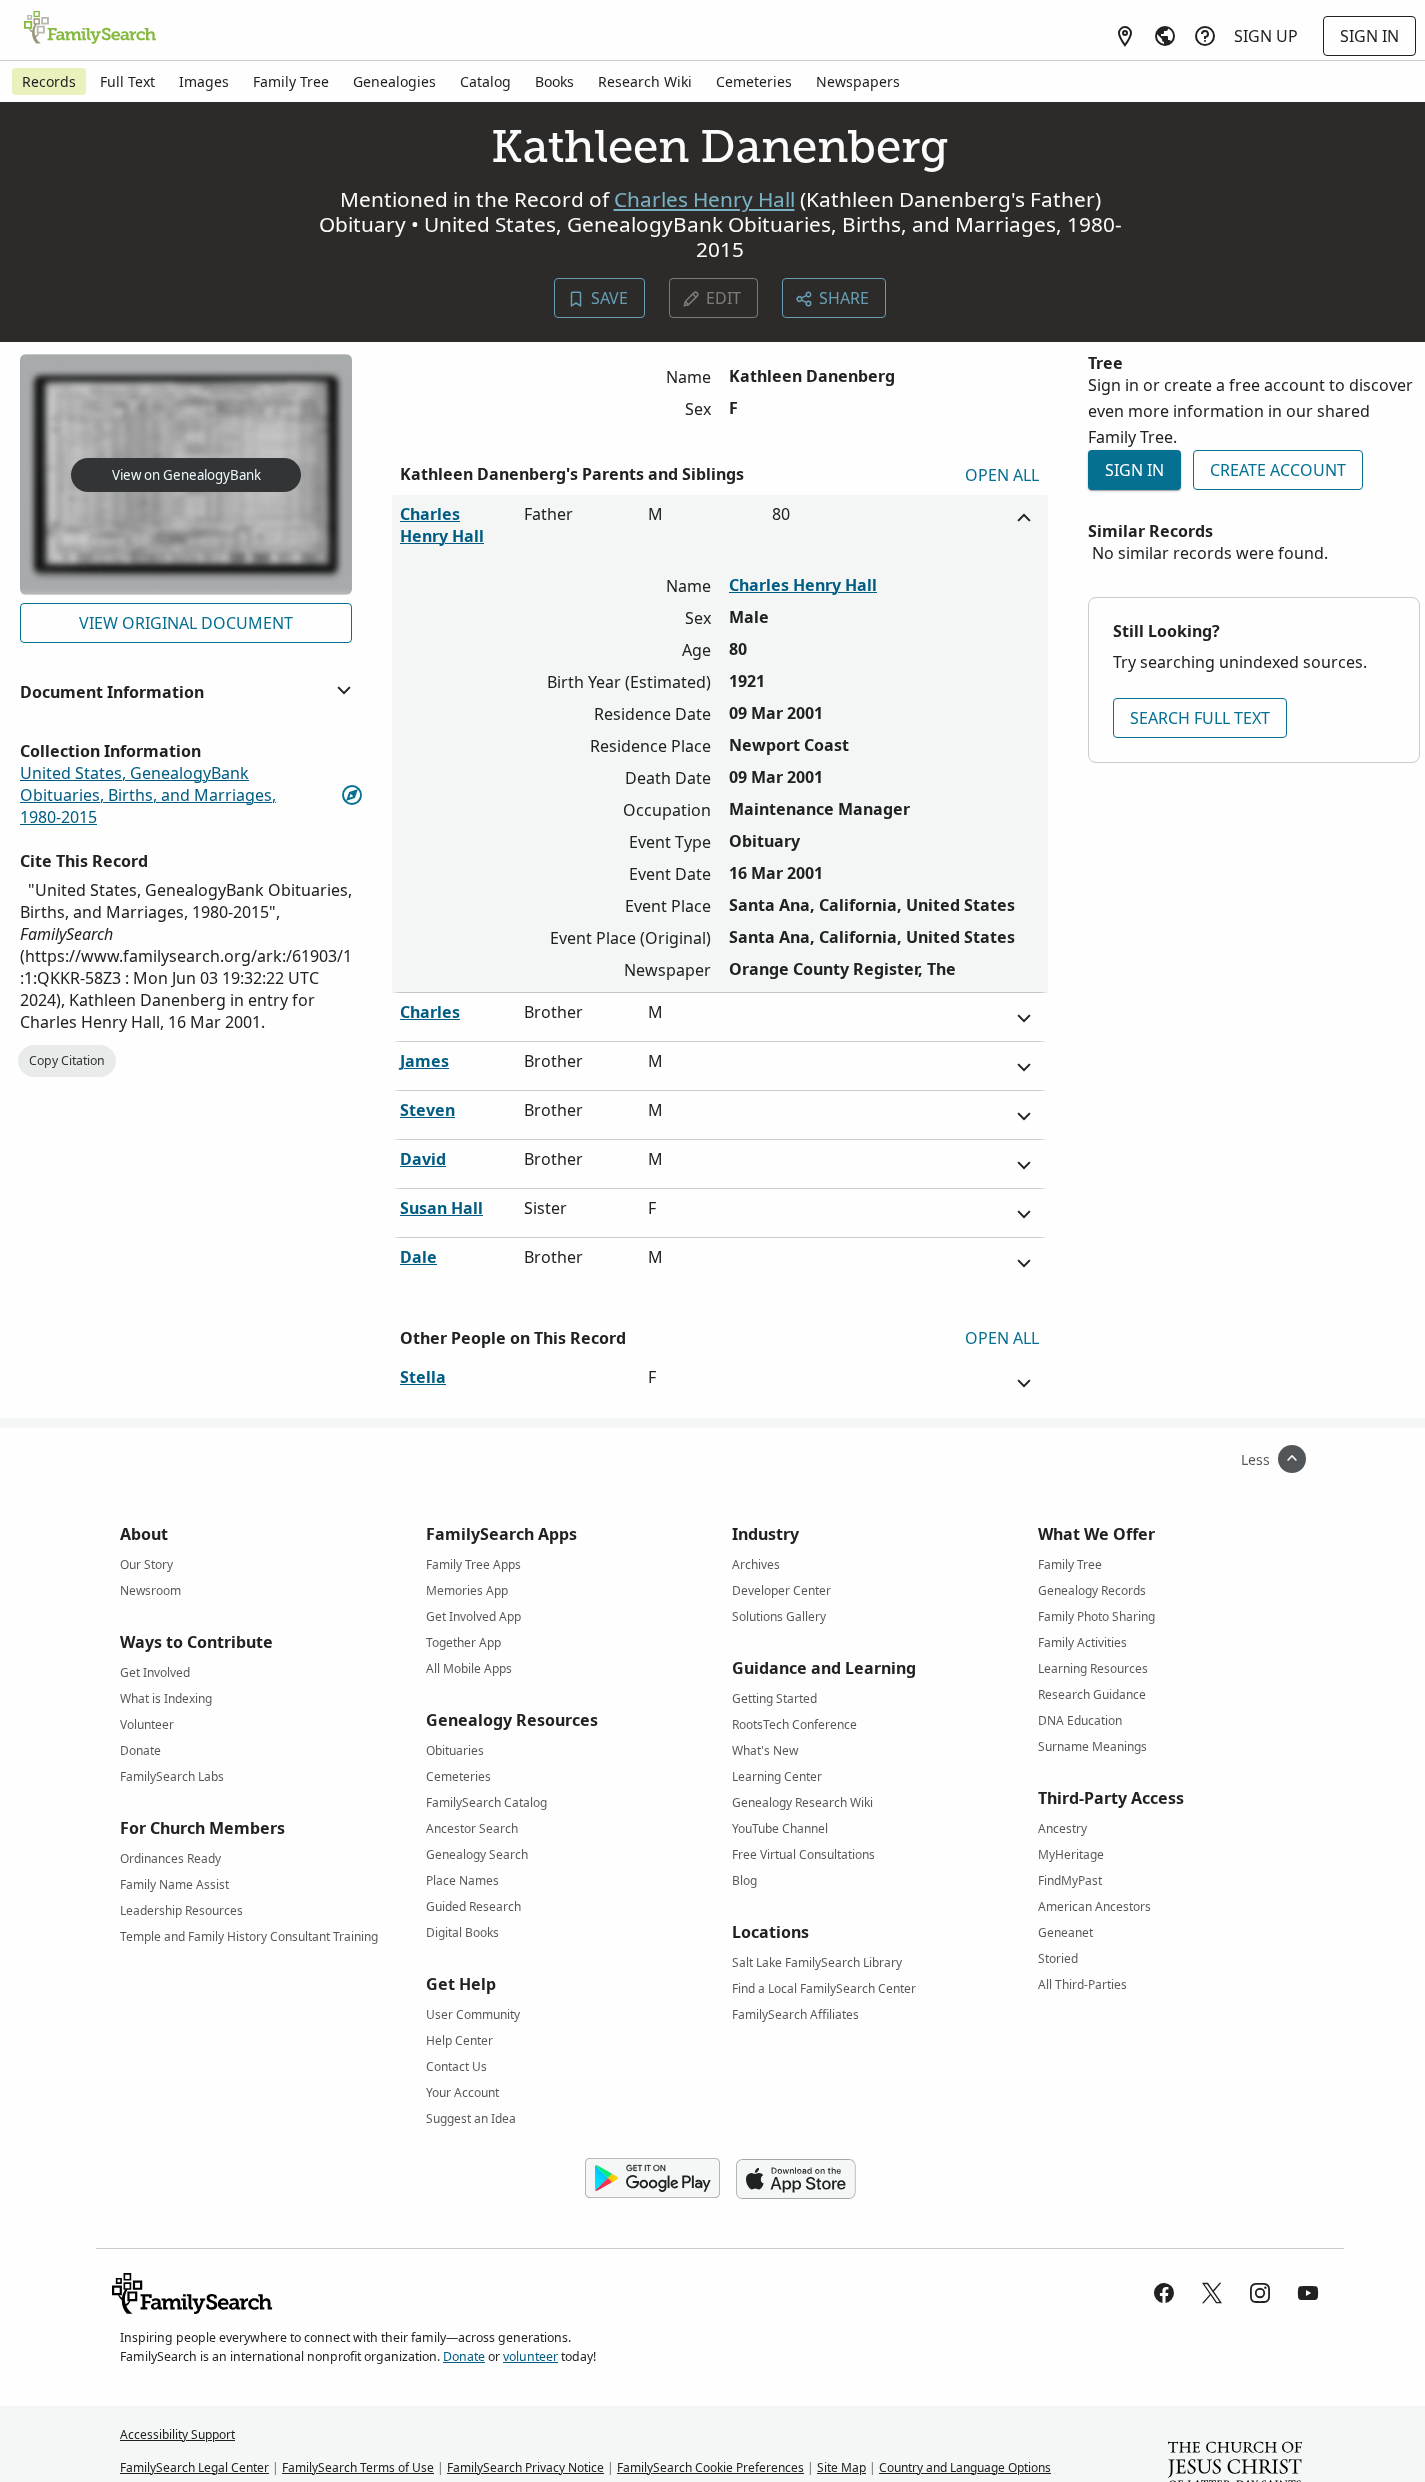 FamilySearch
SIGN UP
SIGN IN
Records
Full Text
Images
Family Tree
Genealogies
Catalog
Books
Research Wiki
Cemeteries
Newspapers
Kathleen Danenberg
Mentioned in the Record of Charles Henry Hall (Kathleen Danenberg's Father)
Obituary • United States, GenealogyBank Obituaries, Births, and Marriages, 1980-
2015
SAVE
EDIT
SHARE
View on GenealogyBank
VIEW ORIGINAL DOCUMENT
Document Information
Collection Information
United States, GenealogyBank
Obituaries, Births, and Marriages,
1980-2015
Cite This Record
"United States, GenealogyBank Obituaries,
Births, and Marriages, 1980-2015",
FamilySearch
(https://www.familysearch.org/ark:/61903/1
:1:QKKR-58Z3 : Mon Jun 03 19:32:22 UTC
2024), Kathleen Danenberg in entry for
Charles Henry Hall, 16 Mar 2001.
Copy Citation
Name Kathleen Danenberg
Sex F
Kathleen Danenberg's Parents and Siblings
OPEN ALL
Charles
Henry Hall
Father
M
80
Name Charles Henry Hall
Sex Male
Age 80
Birth Year (Estimated) 1921
Residence Date 09 Mar 2001
Residence Place Newport Coast
Death Date 09 Mar 2001
Occupation Maintenance Manager
Event Type Obituary
Event Date 16 Mar 2001
Event Place Santa Ana, California, United States
Event Place (Original) Santa Ana, California, United States
Newspaper Orange County Register, The
Charles Brother M
James Brother M
Steven Brother M
David Brother M
Susan Hall Sister F
Dale Brother M
Other People on This Record
OPEN ALL
Stella F
Tree
Sign in or create a free account to discover
even more information in our shared
Family Tree.
SIGN IN
CREATE ACCOUNT
Similar Records
No similar records were found.
Still Looking?
Try searching unindexed sources.
SEARCH FULL TEXT
Less
About
Our Story
Newsroom
Ways to Contribute
Get Involved
What is Indexing
Volunteer
Donate
FamilySearch Labs
For Church Members
Ordinances Ready
Family Name Assist
Leadership Resources
Temple and Family History Consultant Training
FamilySearch Apps
Family Tree Apps
Memories App
Get Involved App
Together App
All Mobile Apps
Genealogy Resources
Obituaries
Cemeteries
FamilySearch Catalog
Ancestor Search
Genealogy Search
Place Names
Guided Research
Digital Books
Get Help
User Community
Help Center
Contact Us
Your Account
Suggest an Idea
Industry
Archives
Developer Center
Solutions Gallery
Guidance and Learning
Getting Started
RootsTech Conference
What's New
Learning Center
Genealogy Research Wiki
YouTube Channel
Free Virtual Consultations
Blog
Locations
Salt Lake FamilySearch Library
Find a Local FamilySearch Center
FamilySearch Affiliates
What We Offer
Family Tree
Genealogy Records
Family Photo Sharing
Family Activities
Learning Resources
Research Guidance
DNA Education
Surname Meanings
Third-Party Access
Ancestry
MyHeritage
FindMyPast
American Ancestors
Geneanet
Storied
All Third-Parties
GET IT ON
Google Play
Download on the
App Store
FamilySearch
Inspiring people everywhere to connect with their family—across generations.
FamilySearch is an international nonprofit organization. Donate or volunteer today!
Accessibility Support
FamilySearch Legal Center | FamilySearch Terms of Use | FamilySearch Privacy Notice | FamilySearch Cookie Preferences | Site Map | Country and Language Options
THE CHURCH OF
JESUS CHRIST